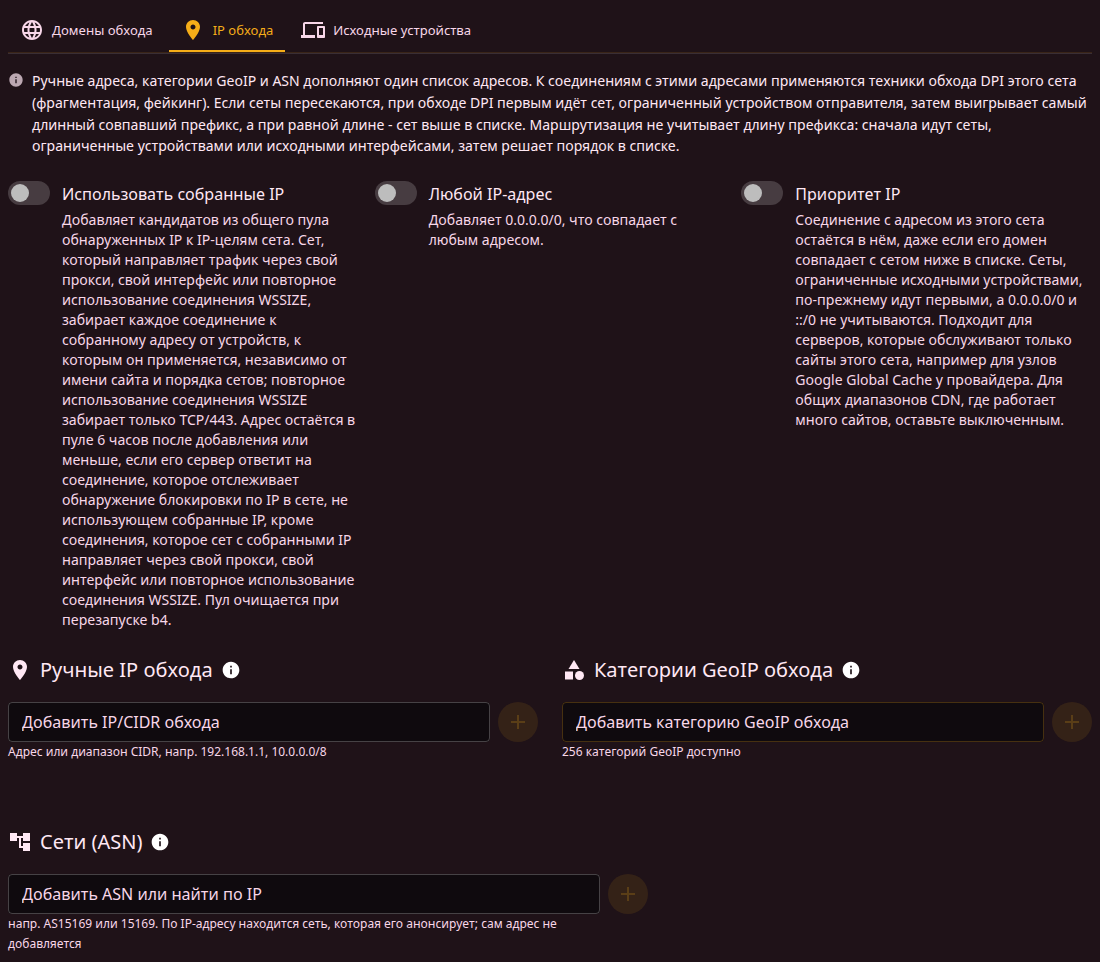 Домены обхода
IP обхода
Исходные устройства
Ручные адреса, категории GeoIP и ASN дополняют один список адресов. К соединениям с этими адресами применяются техники обхода DPI этого сета
(фрагментация, фейкинг). Если сеты пересекаются, при обходе DPI первым идёт сет, ограниченный устройством отправителя, затем выигрывает самый
длинный совпавший префикс, а при равной длине - сет выше в списке. Маршрутизация не учитывает длину префикса: сначала идут сеты,
ограниченные устройствами или исходными интерфейсами, затем решает порядок в списке.
Использовать собранные IP
Добавляет кандидатов из общего пула
обнаруженных IP к IP-целям сета. Сет,
который направляет трафик через свой
прокси, свой интерфейс или повторное
использование соединения WSSIZE,
забирает каждое соединение к
собранному адресу от устройств, к
которым он применяется, независимо от
имени сайта и порядка сетов; повторное
использование соединения WSSIZE
забирает только TCP/443. Адрес остаётся в
пуле 6 часов после добавления или
меньше, если его сервер ответит на
соединение, которое отслеживает
обнаружение блокировки по IP в сете, не
использующем собранные IP, кроме
соединения, которое сет с собранными IP
направляет через свой прокси, свой
интерфейс или повторное использование
соединения WSSIZE. Пул очищается при
перезапуске b4.
Любой IP-адрес
Добавляет 0.0.0.0/0, что совпадает с
любым адресом.
Приоритет IP
Соединение с адресом из этого сета
остаётся в нём, даже если его домен
совпадает с сетом ниже в списке. Сеты,
ограниченные исходными устройствами,
по-прежнему идут первыми, а 0.0.0.0/0 и
::/0 не учитываются. Подходит для
серверов, которые обслуживают только
сайты этого сета, например для узлов
Google Global Cache у провайдера. Для
общих диапазонов CDN, где работает
много сайтов, оставьте выключенным.
Ручные IP обхода
Добавить IP/CIDR обхода
Адрес или диапазон CIDR, напр. 192.168.1.1, 10.0.0.0/8
Категории GeoIP обхода
Добавить категорию GeoIP обхода
256 категорий GeoIP доступно
Сети (ASN)
Добавить ASN или найти по IP
напр. AS15169 или 15169. По IP-адресу находится сеть, которая его анонсирует; сам адрес не
добавляется